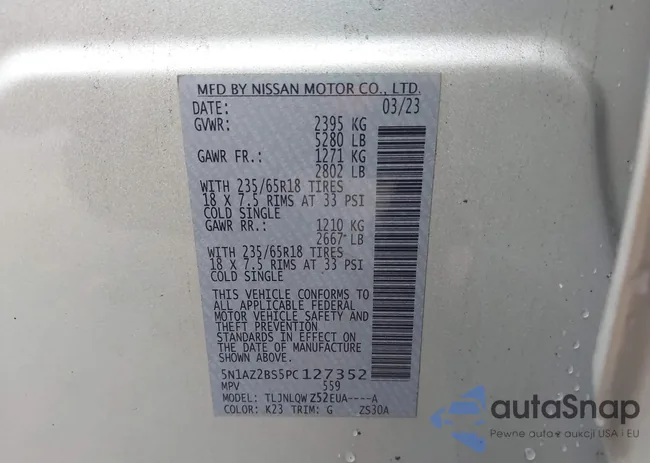 MFD BY NISSAN MOTOR CO., LTD.
DATE: 03/23
GVWR: 2395 KG
5280 LB
GAWR FR.: 1271 KG
2802 LB
WITH 235/65R18 TIRES
18 X 7.5 RIMS AT 33 PSI
COLD SINGLE
GAWR RR.: 1210 KG
2667 LB
WITH 235/65R18 TIRES
18 X 7.5 RIMS AT 33 PSI
COLD SINGLE
THIS VEHICLE CONFORMS TO
ALL APPLICABLE FEDERAL
MOTOR VEHICLE SAFETY AND
THEFT PREVENTION
STANDARDS IN EFFECT ON
THE DATE OF MANUFACTURE
SHOWN ABOVE.
5N1AZ2BS5PC127352
MPV 559
MODEL: TLJNLQW Z52EUA----A
COLOR: K23 TRIM: G ZS30A
autoSnap
Pewne auta z aukcji USA i EU